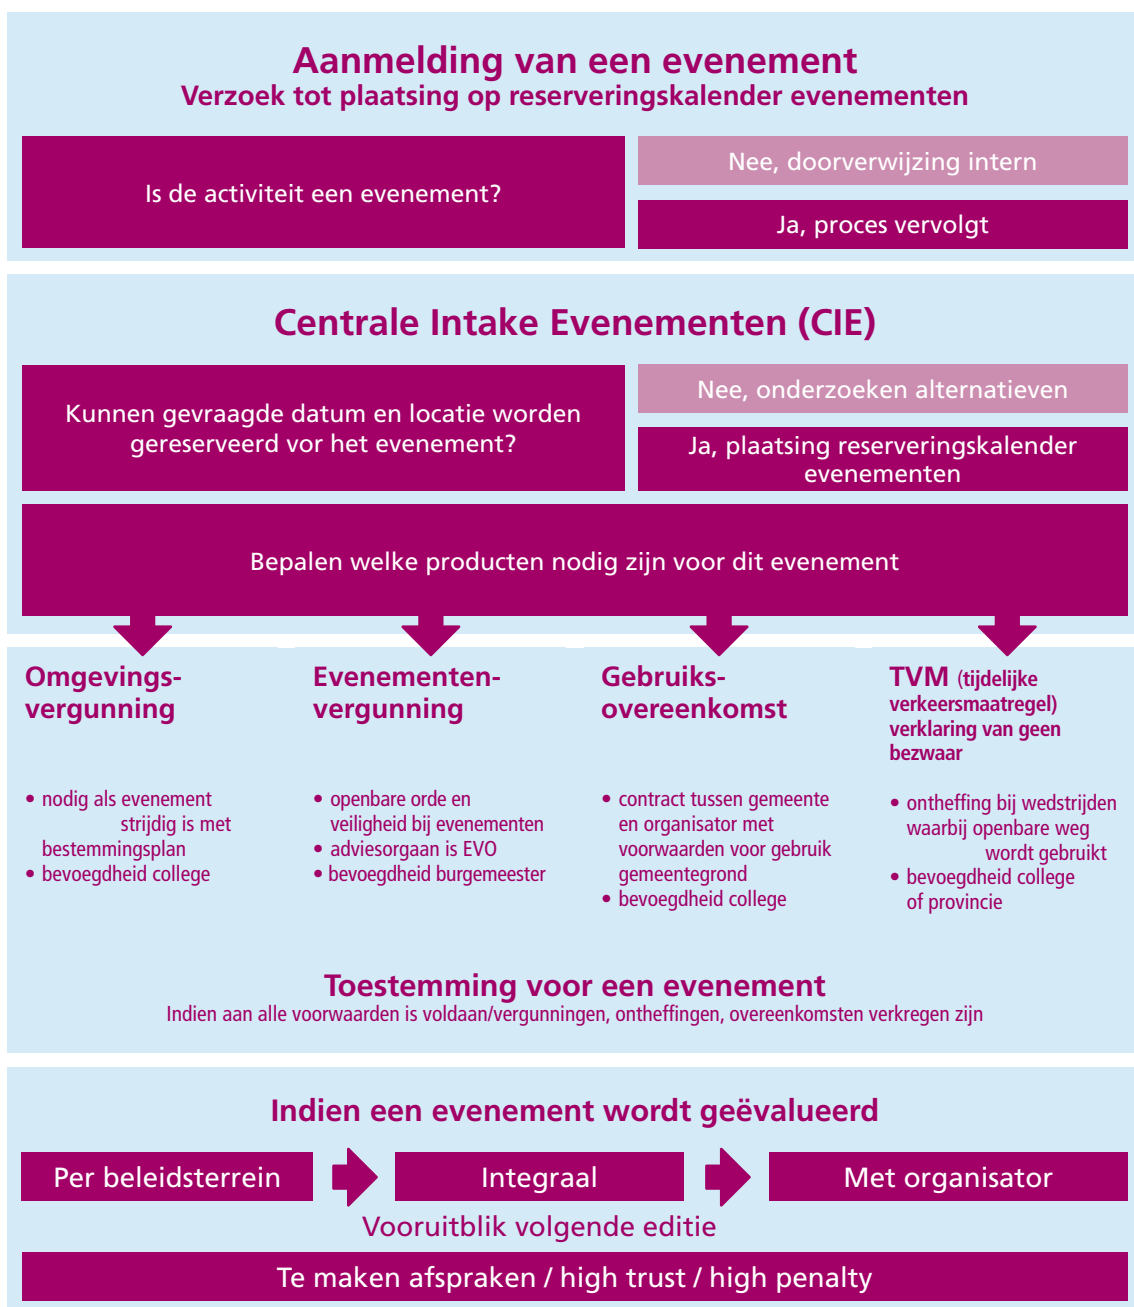 Aanmelding van een evenement
Verzoek tot plaatsing op reserveringskalender evenementen
Is de activiteit een evenement?
Nee, doorverwijzing intern
Ja, proces vervolgt
Centrale Intake Evenementen (CIE)
Kunnen gevraagde datum en locatie worden
gereserveerd vor het evenement?
Nee, onderzoeken alternatieven
Ja, plaatsing reserveringskalender
evenementen
Bepalen welke producten nodig zijn voor dit evenement
Omgevings-
vergunning
• nodig als evenement
strijdig is met
bestemmingsplan
• bevoegdheid college
Evenementen-
vergunning
• openbare orde en
veiligheid bij evenementen
• adviesorgaan is EVO
• bevoegdheid burgemeester
Gebruiks-
overeenkomst
• contract tussen gemeente
en organisator met
voorwaarden voor gebruik
gemeentegrond
• bevoegdheid college
TVM (tijdelijke
verkeersmaatregel)
verklaring van geen
bezwaar
• ontheffing bij wedstrijden
waarbij openbare weg
wordt gebruikt
• bevoegdheid college
of provincie
Toestemming voor een evenement
Indien aan alle voorwaarden is voldaan/vergunningen, ontheffingen, overeenkomsten verkregen zijn
Indien een evenement wordt geëvalueerd
Per beleidsterrein
Integraal
Met organisator
Vooruitblik volgende editie
Te maken afspraken / high trust / high penalty